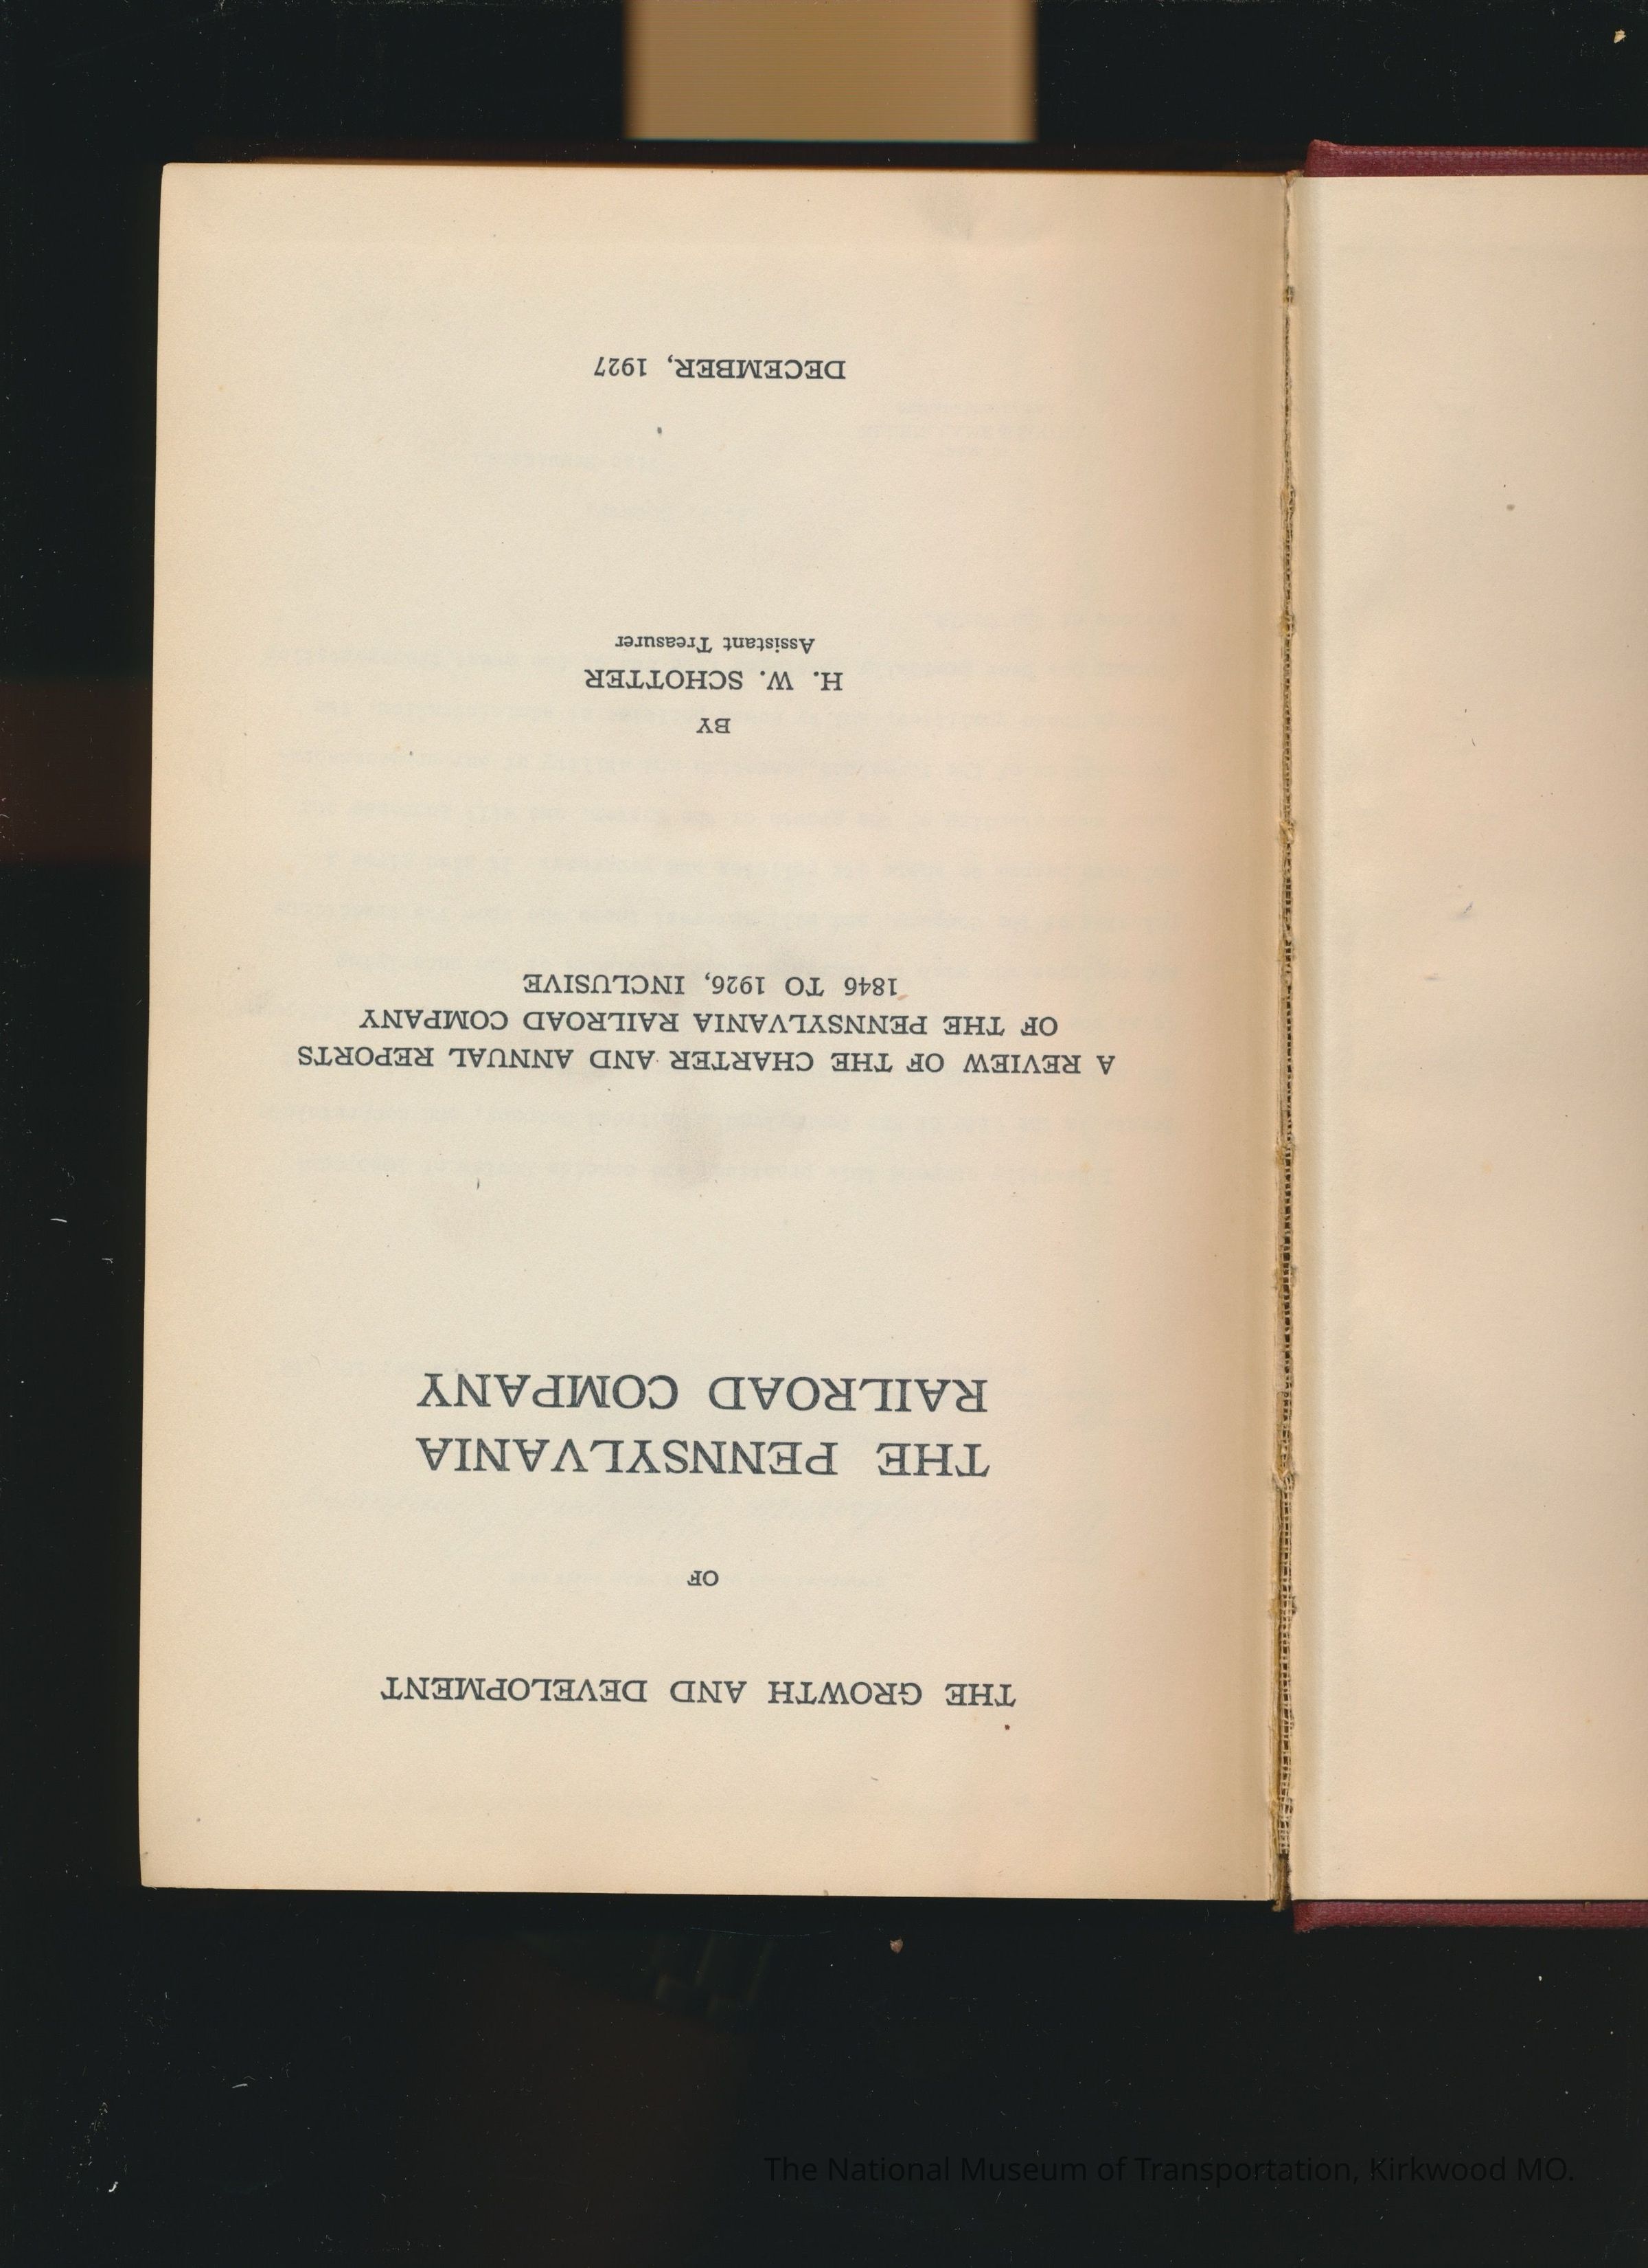 THE GROWTH AND DEVELOPMENT
OF
THE PENNSYLVANIA
RAILROAD COMPANY
A REVIEW OF THE CHARTER AND ANNUAL REPORTS
OF THE PENNSYLVANIA RAILROAD COMPANY
1846 TO 1926, INCLUSIVE
BY
H. W. SCHOTTER
Assistant Treasurer
DECEMBER, 1927
The National Museum of Transportation, Kirkwood MO.